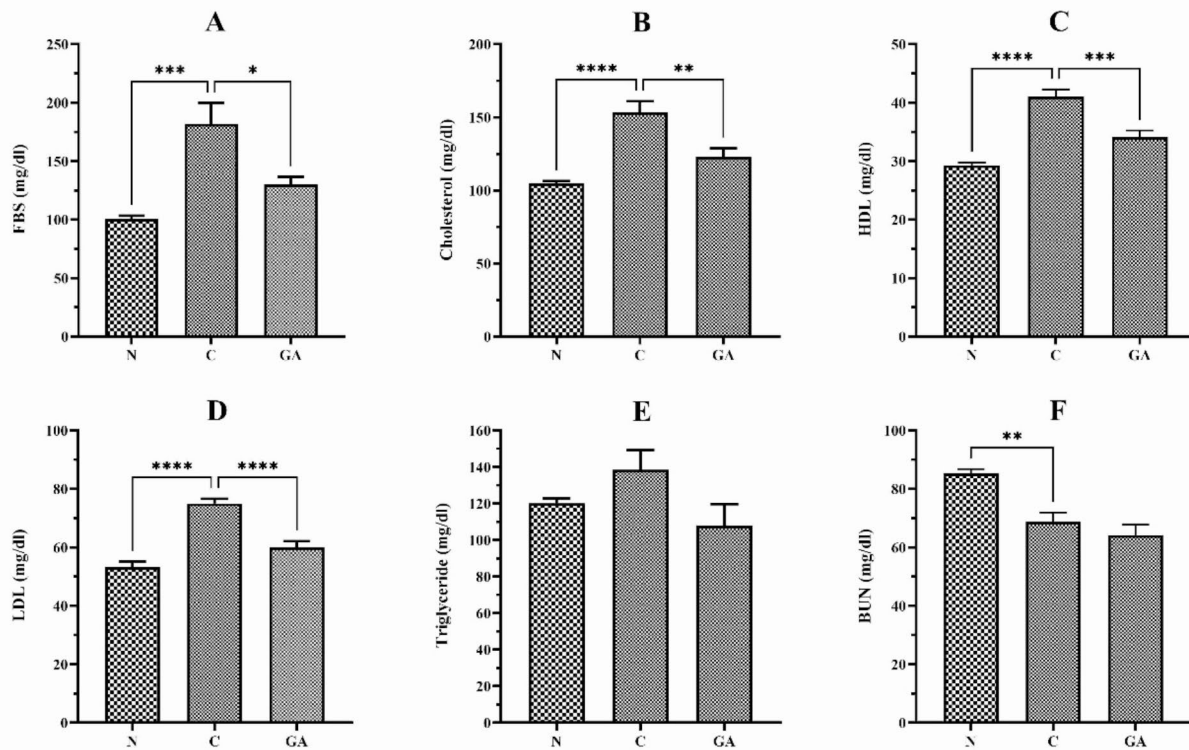 A
FBS (mg/dl)
250
200
150
100
50
0
***
*
N C GA
B
Cholesterol (mg/dl)
200
150
100
50
0
****
**
N C GA
C
HDL (mg/dl)
50
40
30
20
10
0
****
***
N C GA
D
LDL (mg/dl)
100
80
60
40
20
0
****
****
N C GA
E
Triglyceride (mg/dl)
160
140
120
100
80
60
40
20
0
N C GA
F
BUN (mg/dl)
100
80
60
40
20
0
**
N C GA